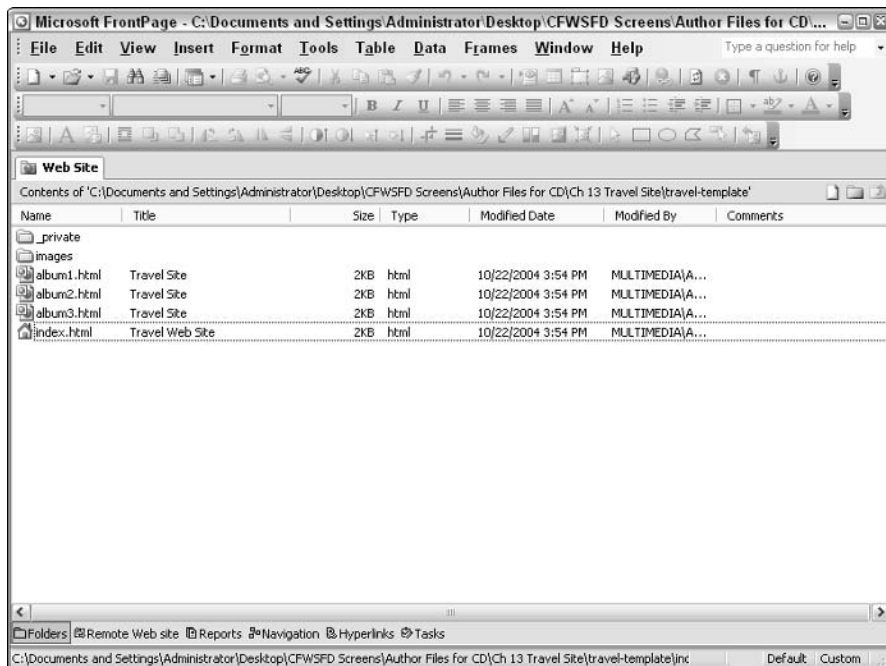 Microsoft FrontPage - C:\Documents and Settings\Administrator\Desktop\CFWSFD Screens\Author Files for CD\...
File Edit View Insert Format Tools Table Data Frames Window Help Type a question for help
Web Site
Contents of 'C:\Documents and Settings\Administrator\Desktop\CFWSFD Screens\Author Files for CD\Ch 13 Travel Site\travel-template'
Name Title Size Type Modified Date Modified By Comments
_private
images
album1.html Travel Site 2KB html 10/22/2004 3:54 PM MULTIMEDIA\A...
album2.html Travel Site 2KB html 10/22/2004 3:54 PM MULTIMEDIA\A...
album3.html Travel Site 2KB html 10/22/2004 3:54 PM MULTIMEDIA\A...
index.html Travel Web Site 2KB html 10/22/2004 3:54 PM MULTIMEDIA\A...
Folders Remote Web site Reports Navigation Hyperlinks Tasks
C:\Documents and Settings\Administrator\Desktop\CFWSFD Screens\Author Files for CD\Ch 13 Travel Site\travel-template\ind Default Custom